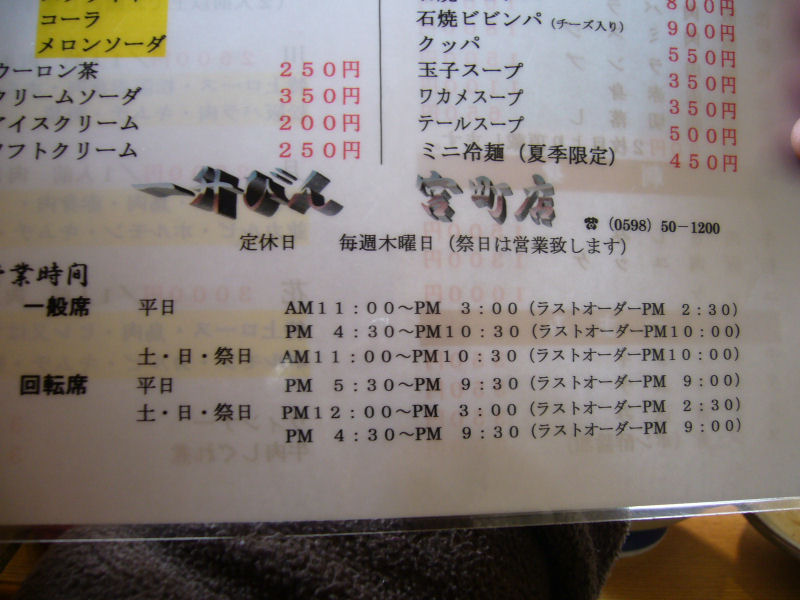 コーラ
メロンソーダ
ウーロン茶 250円
クリームソーダ 350円
アイスクリーム 200円
ソフトクリーム 250円
800円
石焼ビビンパ（チーズ入り） 900円
クッパ 550円
玉子スープ 350円
ワカメスープ 350円
テールスープ 500円
ミニ冷麺（夏季限定） 450円
一升びん 宮町店 ☎（0598）50−1200
定休日 毎週木曜日（祭日は営業致します）
営業時間
一般席 平日 AM11：00〜PM 3：00（ラストオーダーPM 2：30）
PM 4：30〜PM10：30（ラストオーダーPM10：00）
土・日・祭日 AM11：00〜PM10：30（ラストオーダーPM10：00）
回転席 平日 PM 5：30〜PM 9：30（ラストオーダーPM 9：00）
土・日・祭日 PM12：00〜PM 3：00（ラストオーダーPM 2：30）
PM 4：30〜PM 9：30（ラストオーダーPM 9：00）